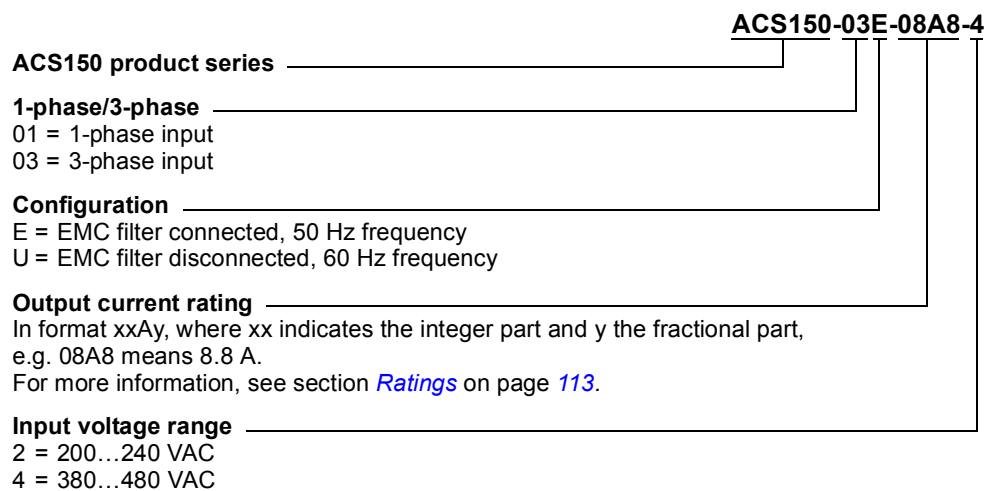 ACS150-03E-08A8-4
ACS150 product series
1-phase/3-phase
01 = 1-phase input
03 = 3-phase input
Configuration
E = EMC filter connected, 50 Hz frequency
U = EMC filter disconnected, 60 Hz frequency
Output current rating
In format xxAy, where xx indicates the integer part and y the fractional part,
e.g. 08A8 means 8.8 A.
For more information, see section Ratings on page 113.
Input voltage range
2 = 200…240 VAC
4 = 380…480 VAC